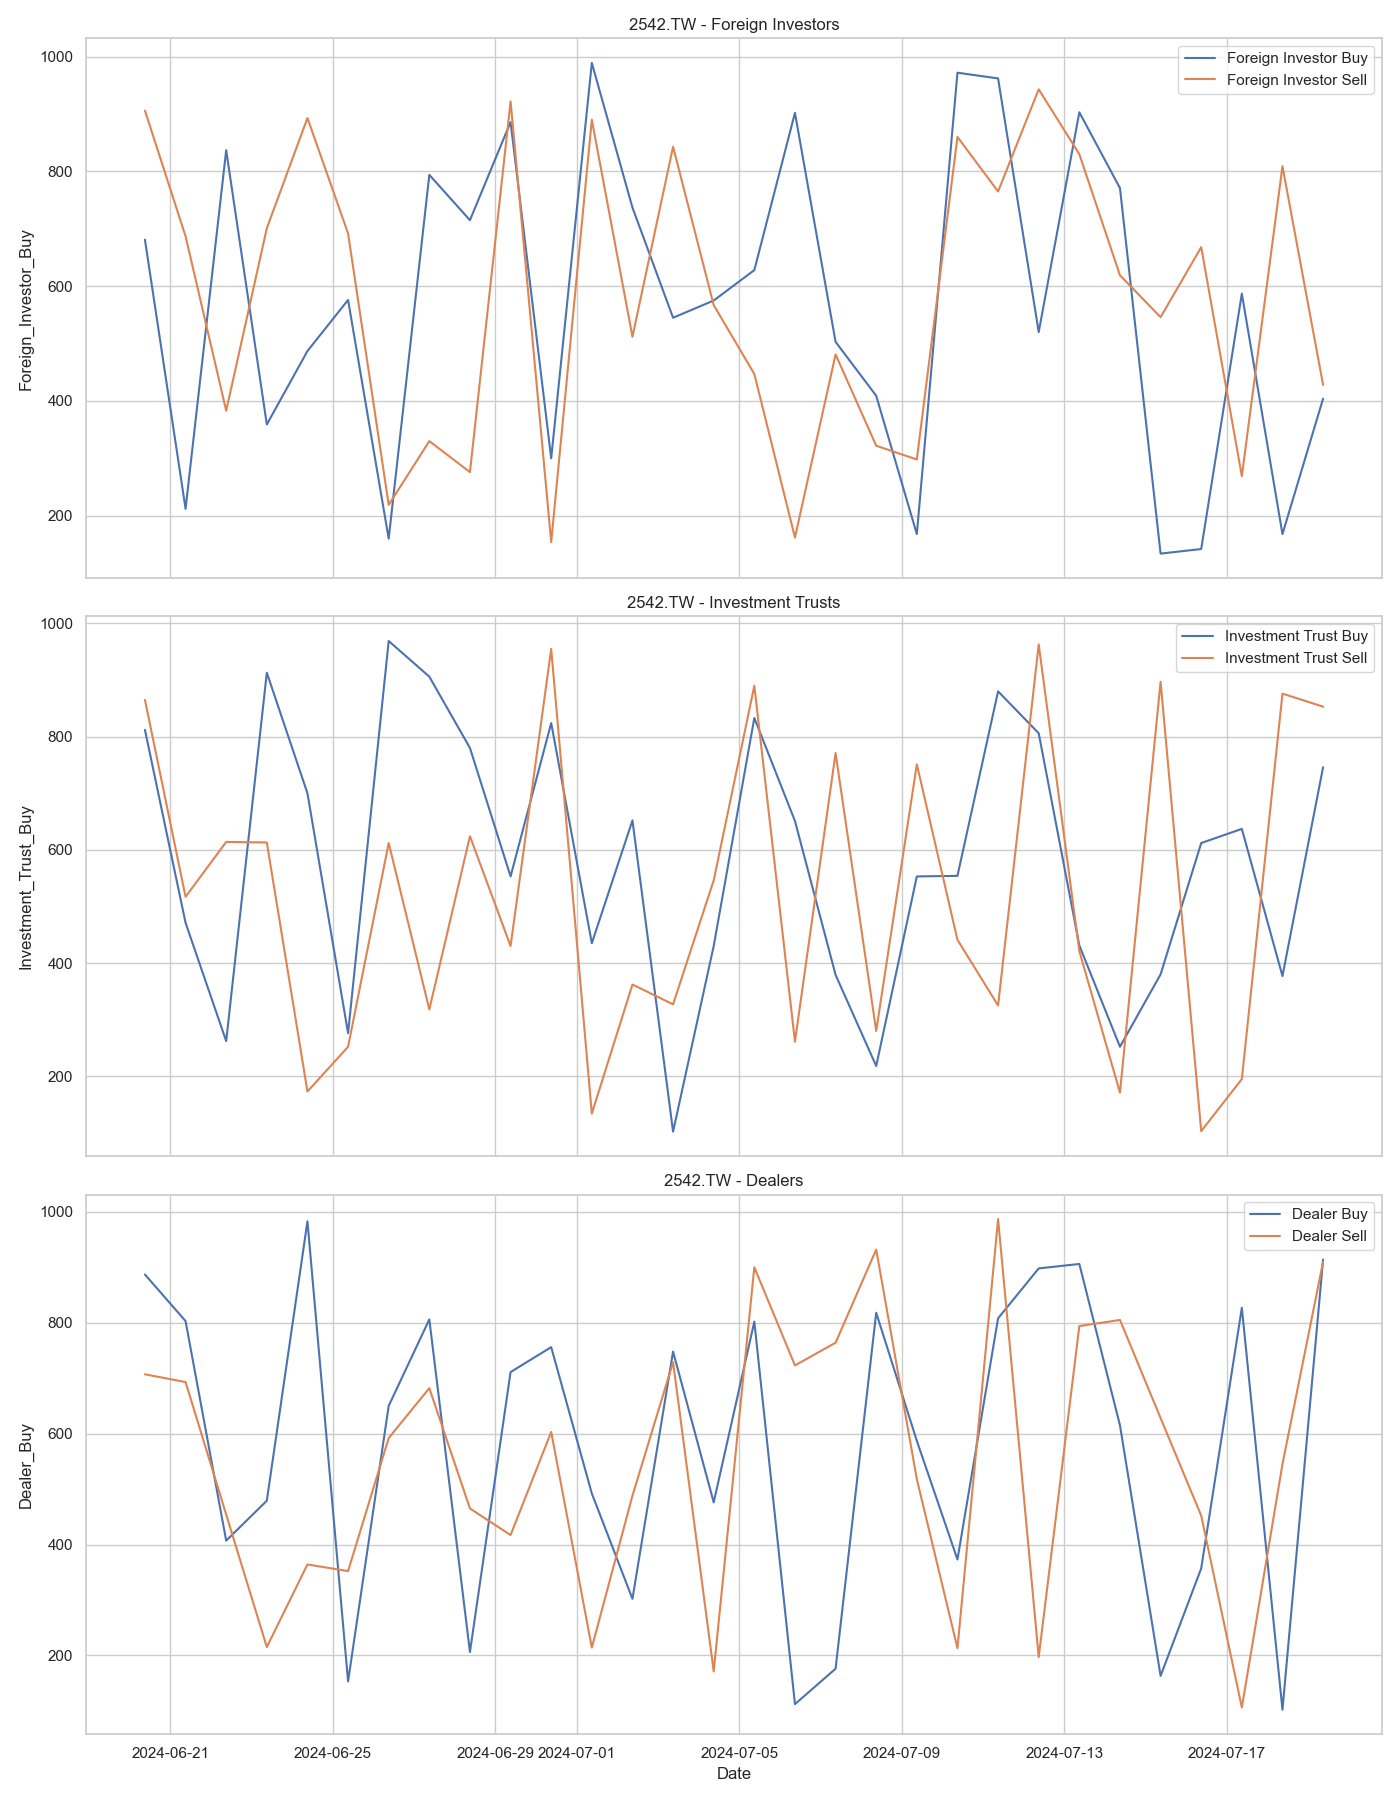 2542.TW - Foreign Investors
Foreign_Investor_Buy
1000
800
600
400
200
Foreign Investor Buy
Foreign Investor Sell
2542.TW - Investment Trusts
Investment_Trust_Buy
1000
800
600
400
200
Investment Trust Buy
Investment Trust Sell
2542.TW - Dealers
Dealer_Buy
1000
800
600
400
200
Dealer Buy
Dealer Sell
2024-06-21
2024-06-25
2024-06-29
2024-07-01
2024-07-05
2024-07-09
2024-07-13
2024-07-17
Date